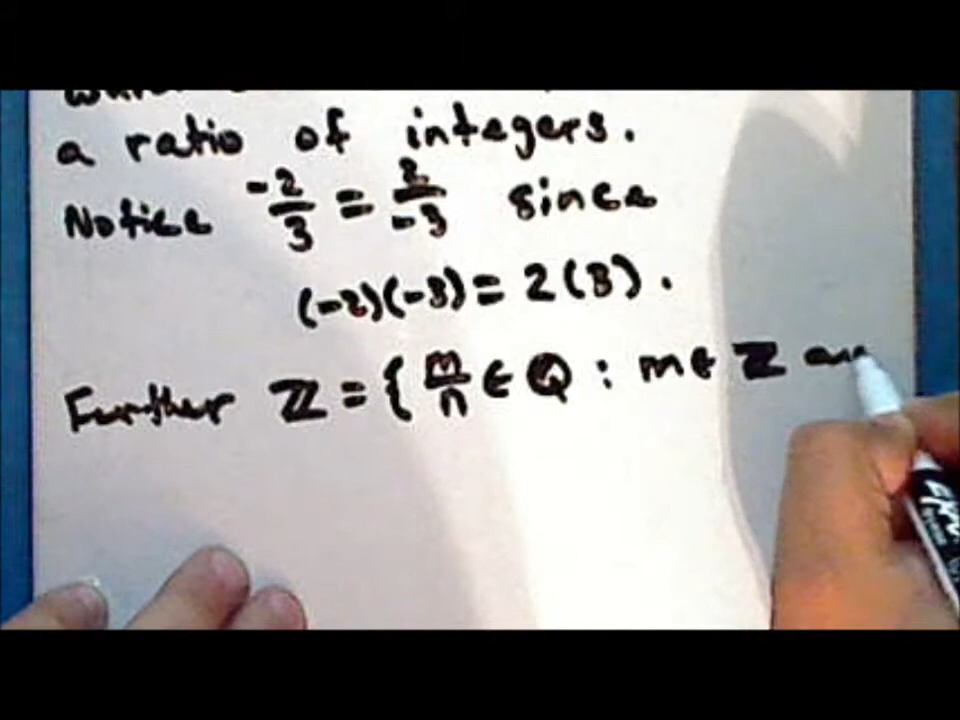 a ratio of integers.
Notice -2/3 = 2/-3 since
(-2)(-3) = 2(3).
Further ℤ = { m/n ∈ ℚ : m ∈ ℤ